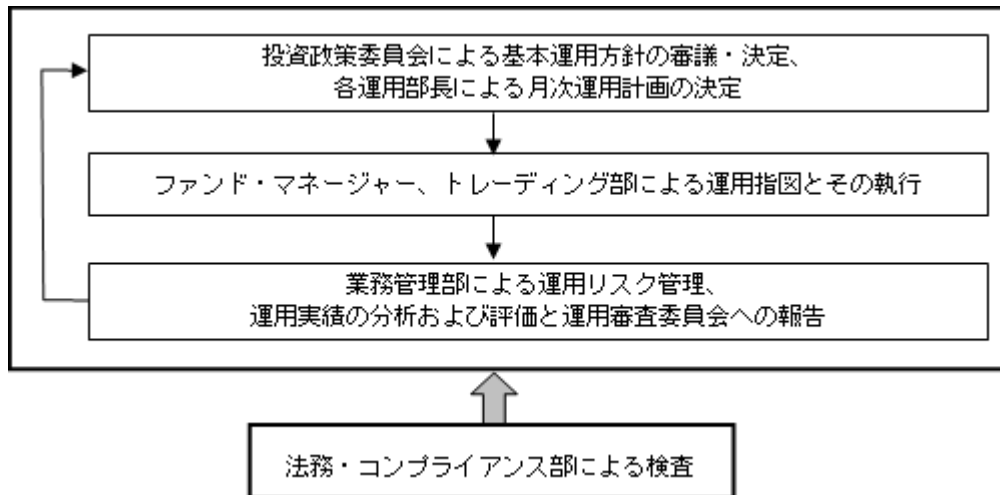 投資政策委員会による基本運用方針の審議・決定、
各運用部長による月次運用計画の決定
ファンド・マネージャー、トレーディング部による運用指図とその執行
業務管理部による運用リスク管理、
運用実績の分析および評価と運用審査委員会への報告
法務・コンプライアンス部による検査